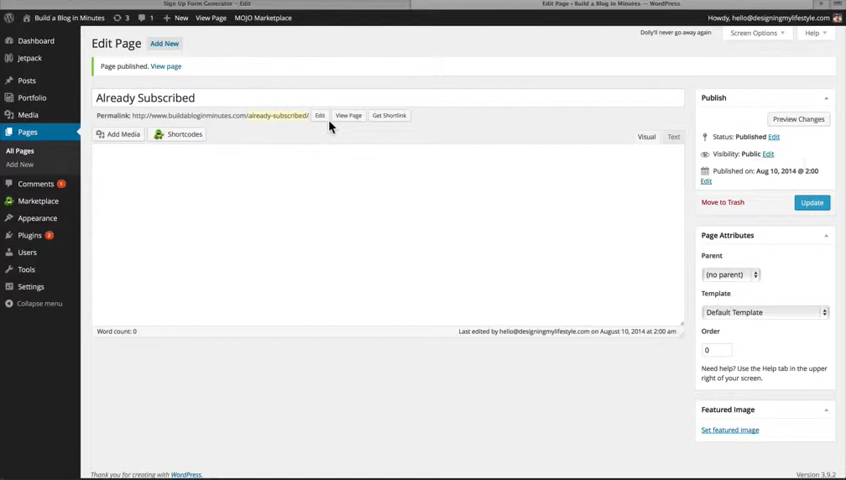 Sign Up Form Generator - Edit
Edit Page ‹ Build a Blog in Minutes — WordPress
Build a Blog in Minutes 3 1 + New View Page MOJO Marketplace
Howdy, hello@designingmylifestyle.com
Dashboard
Jetpack
Posts
Portfolio
Media
Pages
All Pages
Add New
Comments 1
Marketplace
Appearance
Plugins 2
Users
Tools
Settings
Collapse menu
Edit Page Add New
Dolly'll never go away again
Screen Options
Help
Page published. View page
Already Subscribed
Permalink: http://www.buildabloginminutes.com/already-subscribed/ Edit View Page Get Shortlink
Add Media Shortcodes
Visual Text
Word count: 0
Last edited by hello@designingmylifestyle.com on August 10, 2014 at 2:00 am
Publish
Preview Changes
Status: Published Edit
Visibility: Public Edit
Published on: Aug 10, 2014 @ 2:00
Edit
Move to Trash
Update
Page Attributes
Parent
(no parent)
Template
Default Template
Order
0
Need help? Use the Help tab in the upper
right of your screen.
Featured Image
Set featured image
Thank you for creating with WordPress.
Version 3.9.2